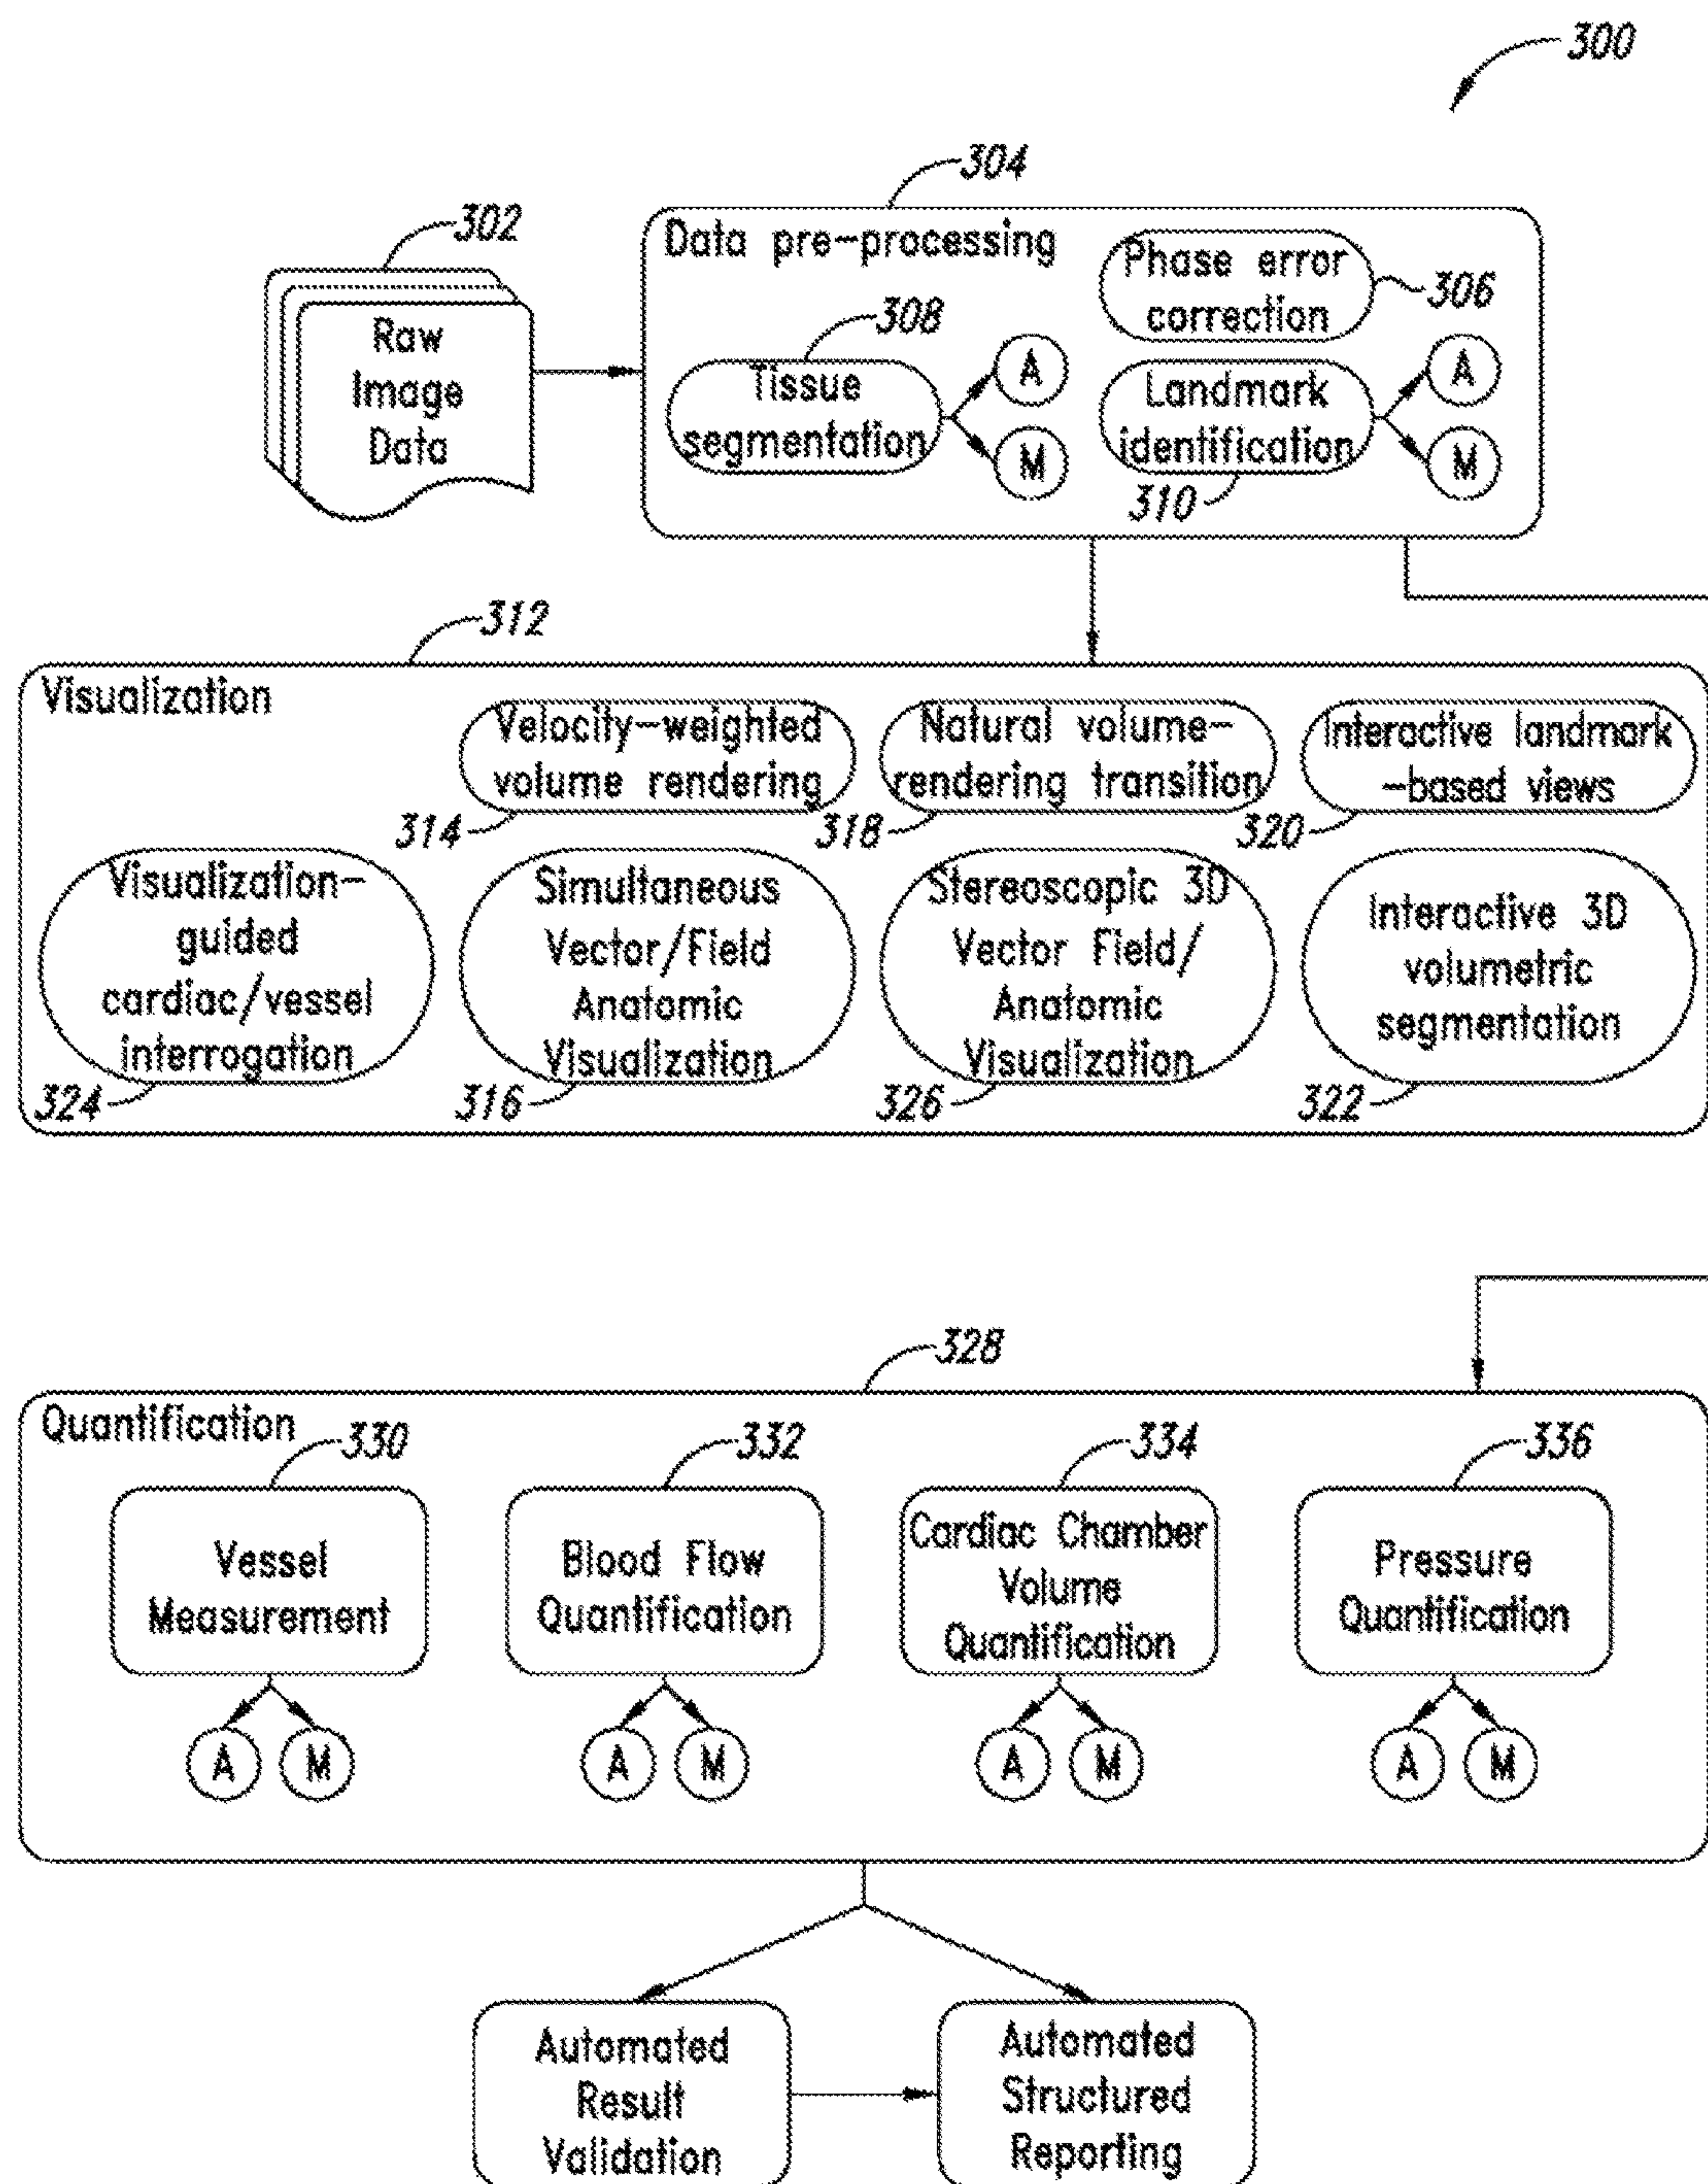 300
304
302
Data pre-processing
Phase error
correction
306
308
Raw
Image
Data
Tissue
segmentation
A
M
Landmark
identification
A
M
310
312
Visualization
Velocity-weighted
volume rendering
314
Natural volume-
rendering transition
318
Interactive landmark
-based views
320
Visualization-
guided
cardiac/vessel
interrogation
324
Simultaneous
Vector/Field
Anatomic
Visualization
316
Stereoscopic 3D
Vector Field/
Anatomic
Visualization
326
Interactive 3D
volumetric
segmentation
322
328
Quantification
330
332
334
336
Vessel
Measurement
Blood Flow
Quantification
Cardiac Chamber
Volume
Quantification
Pressure
Quantification
A M
A M
A M
A M
Automated
Result
Validation
Automated
Structured
Reporting